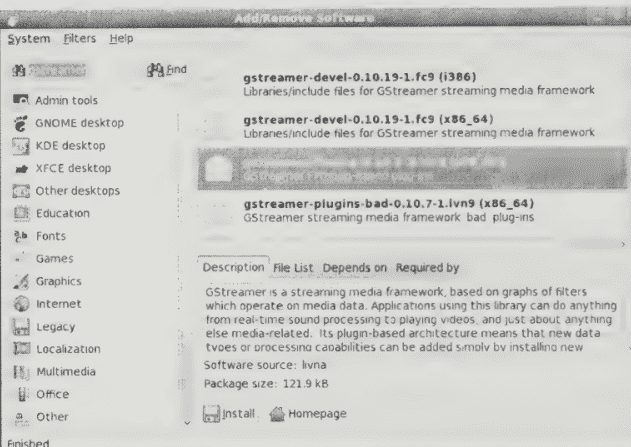 Add/Remove Software
System Filters Help
Find
Admin tools
GNOME desktop
KDE desktop
XFCE desktop
Other desktops
Education
Fonts
Games
Graphics
Internet
Legacy
Localization
Multimedia
Office
Other
gstreamer-devel-0.10.19-1.fc9 (i386)
Libraries/include files for GStreamer streaming media framework
gstreamer-devel-0.10.19-1.fc9 (x86_64)
Libraries/include files for GStreamer streaming media framework
gstreamer-plugins-bad-0.10.7-1.lvn9 (x86_64)
GStreamer streaming media framework bad plug-ins
Description File List Depends on Required by
GStreamer is a streaming media framework, based on graphs of filters
which operate on media data. Applications using this library can do anything
from real-time sound processing to playing videos, and just about anything
else media-related. Its plugin-based architecture means that new data
types or processing capabilities can be added simply by installing new
Software source: livna
Package size: 121.9 kB
Install Homepage
Finished